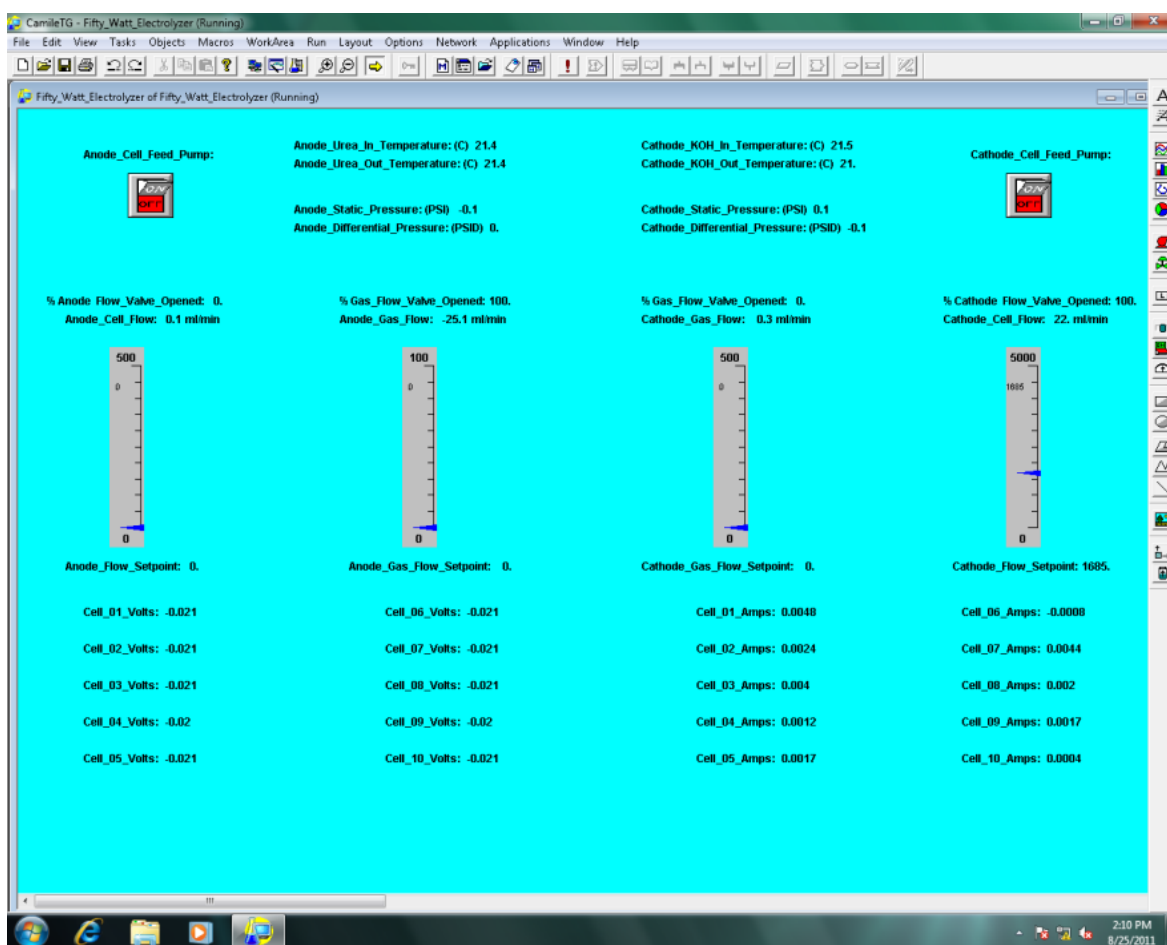 CamileTG - Fifty_Watt_Electrolyzer (Running)
File Edit View Tasks Objects Macros WorkArea Run Layout Options Network Applications Window Help
Fifty_Watt_Electrolyzer of Fifty_Watt_Electrolyzer (Running)
Anode_Cell_Feed_Pump:
ON
OFF
Anode_Urea_In_Temperature: (C) 21.4
Anode_Urea_Out_Temperature: (C) 21.4
Anode_Static_Pressure: (PSI) -0.1
Anode_Differential_Pressure: (PSID) 0.
Cathode_KOH_In_Temperature: (C) 21.5
Cathode_KOH_Out_Temperature: (C) 21.
Cathode_Static_Pressure: (PSI) 0.1
Cathode_Differential_Pressure: (PSID) -0.1
Cathode_Cell_Feed_Pump:
ON
OFF
% Anode Flow_Valve_Opened: 0.
Anode_Cell_Flow: 0.1 ml/min
% Gas_Flow_Valve_Opened: 100.
Anode_Gas_Flow: -25.1 ml/min
% Gas_Flow_Valve_Opened: 0.
Cathode_Gas_Flow: 0.3 ml/min
% Cathode Flow_Valve_Opened: 100.
Cathode_Cell_Flow: 22. ml/min
500
0
0
100
0
0
500
0
0
5000
1685
0
Anode_Flow_Setpoint: 0.
Anode_Gas_Flow_Setpoint: 0.
Cathode_Gas_Flow_Setpoint: 0.
Cathode_Flow_Setpoint: 1685.
Cell_01_Volts: -0.021
Cell_06_Volts: -0.021
Cell_01_Amps: 0.0048
Cell_06_Amps: -0.0008
Cell_02_Volts: -0.021
Cell_07_Volts: -0.021
Cell_02_Amps: 0.0024
Cell_07_Amps: 0.0044
Cell_03_Volts: -0.021
Cell_08_Volts: -0.021
Cell_03_Amps: 0.004
Cell_08_Amps: 0.002
Cell_04_Volts: -0.02
Cell_09_Volts: -0.02
Cell_04_Amps: 0.0012
Cell_09_Amps: 0.0017
Cell_05_Volts: -0.021
Cell_10_Volts: -0.021
Cell_05_Amps: 0.0017
Cell_10_Amps: 0.0004
2:10 PM
8/25/2011